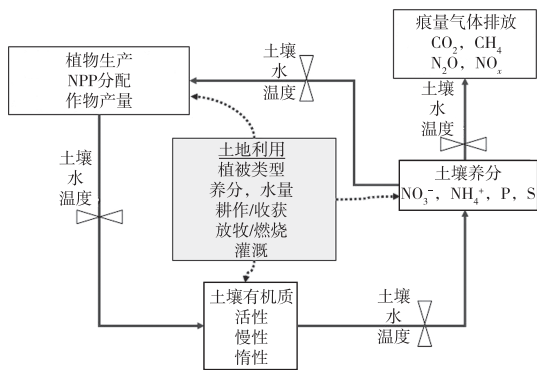 植物生产
NPP分配
作物产量
土壤
水
温度
痕量气体排放
CO₂，CH₄
N₂O，NOₓ
土壤
水
温度
土壤
水
温度
土地利用
植被类型
养分，水量
耕作/收获
放牧/燃烧
灌溉
土壤养分
NO₃⁻，NH₄⁺，P，S
土壤有机质
活性
慢性
惰性
土壤
水
温度